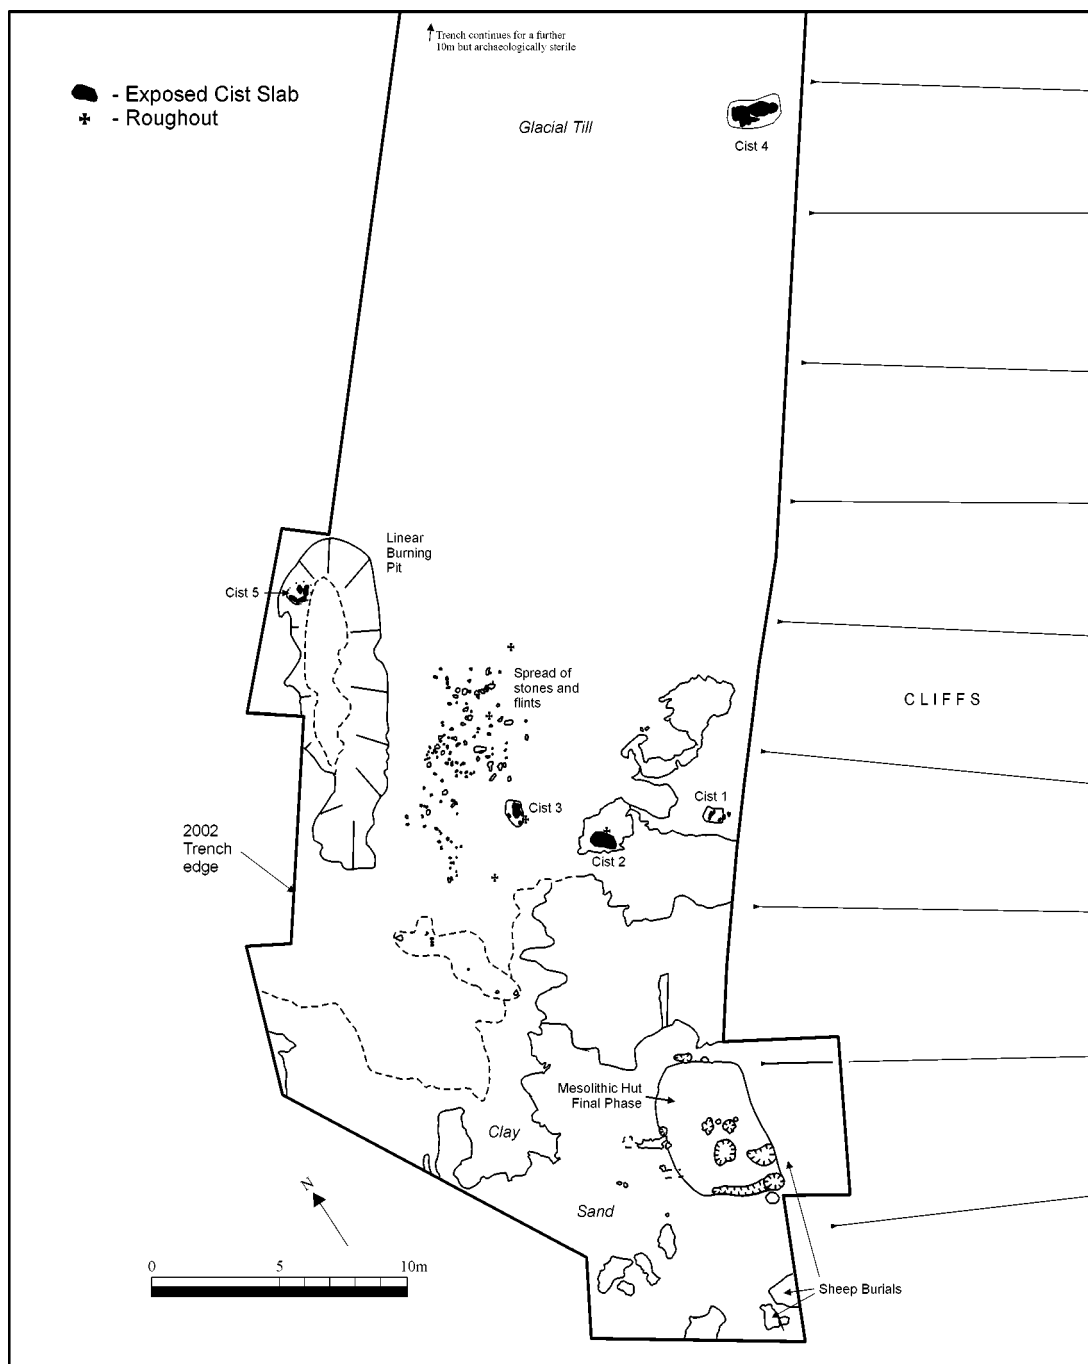 Trench continues for a further
10m but archaeologically sterile
- Exposed Cist Slab
- Roughout
Glacial Till
Cist 4
Linear
Burning
Pit
Cist 5
Spread of
stones and
flints
CLIFFS
Cist 3
Cist 1
Cist 2
2002
Trench
edge
Mesolithic Hut
Final Phase
Clay
Sand
N
0 5 10m
Sheep Burials